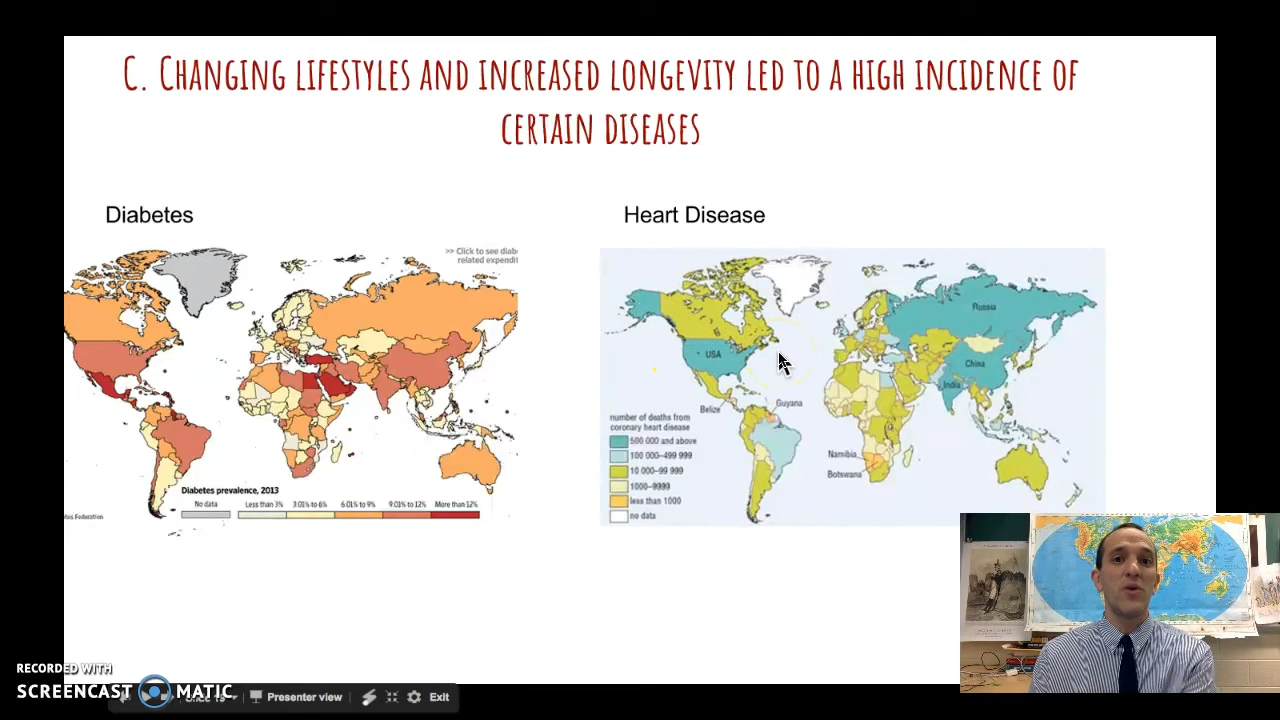 C. Changing lifestyles and increased longevity led to a high incidence of
certain diseases
Diabetes
Heart Disease
>> Click to see diab
related expendit
Diabetes prevalence, 2013
No data
Less than 3%
3.01% to 6%
6.01% to 9%
9.01% to 12%
More than 12%
Federation
Russia
USA
China
India
Belize
Guyana
Namibia
Botswana
number of deaths from
coronary heart disease
500 000 and above
100 000–499 999
10 000–99 999
1000–9999
less than 1000
no data
RECORDED WITH
SCREENCAST MATIC
Presenter view
Exit